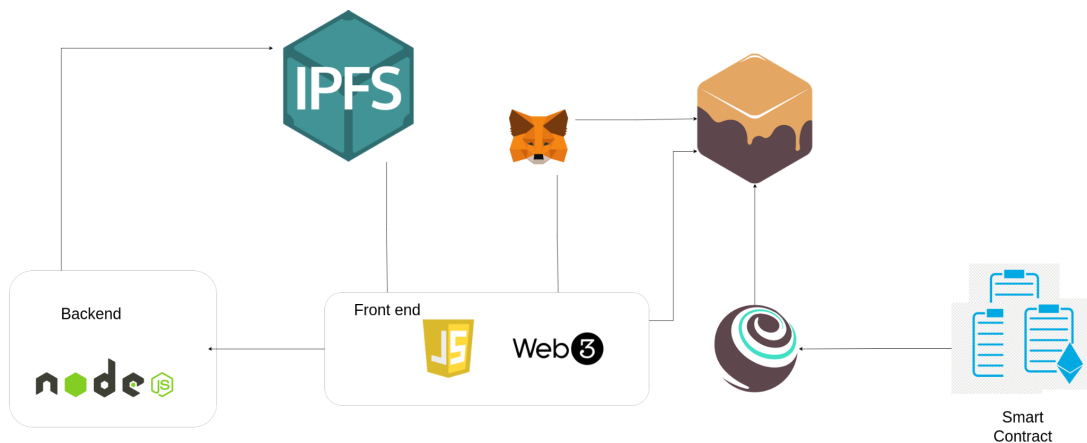 IPFS
Backend
Front end
JS
Web3
node
JS
Smart
Contract